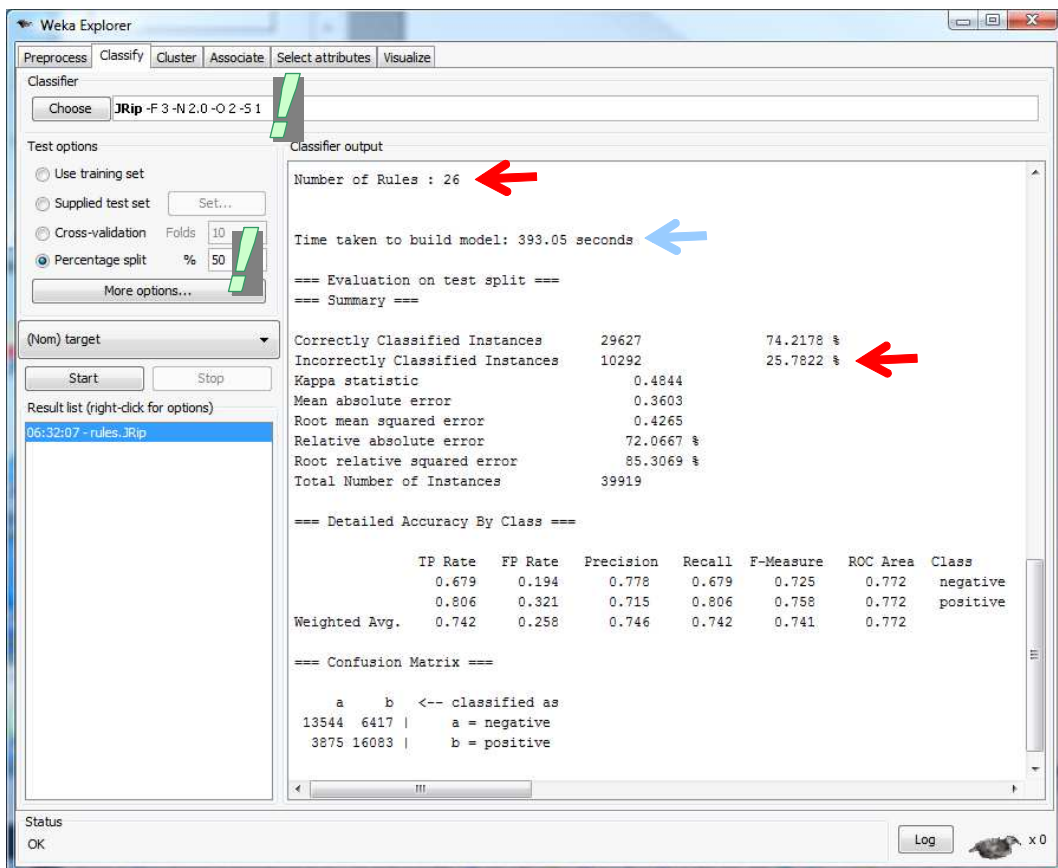 Weka Explorer
Preprocess Classify Cluster Associate Select attributes Visualize
Classifier
Choose JRip -F 3 -N 2.0 -O 2 -S 1
Test options
Use training set
Supplied test set Set...
Cross-validation Folds 10
Percentage split % 50
More options...
(Nom) target
Start Stop
Result list (right-click for options)
06:32:07 - rules.JRip
Classifier output
Number of Rules : 26
Time taken to build model: 393.05 seconds
=== Evaluation on test split ===
=== Summary ===
Correctly Classified Instances 29627 74.2178 %
Incorrectly Classified Instances 10292 25.7822 %
Kappa statistic 0.4844
Mean absolute error 0.3603
Root mean squared error 0.4265
Relative absolute error 72.0667 %
Root relative squared error 85.3069 %
Total Number of Instances 39919
=== Detailed Accuracy By Class ===
TP Rate FP Rate Precision Recall F-Measure ROC Area Class
0.679 0.194 0.778 0.679 0.725 0.772 negative
0.806 0.321 0.715 0.806 0.758 0.772 positive
Weighted Avg. 0.742 0.258 0.746 0.742 0.741 0.772
=== Confusion Matrix ===
a b <-- classified as
13544 6417 | a = negative
3875 16083 | b = positive
Status
OK
Log
x 0
!
!